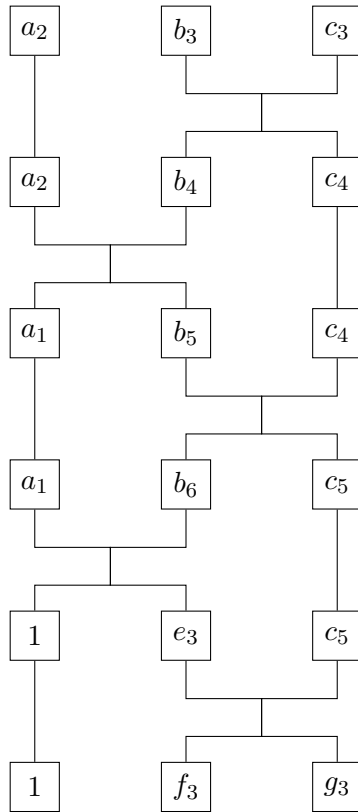 a₂ b₃ c₃
a₂ b₄ c₄
a₁ b₅ c₄
a₁ b₆ c₅
1 e₃ c₅
1 f₃ g₃